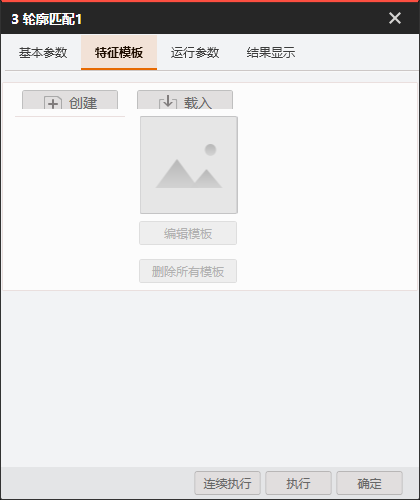 3 轮廓匹配1
基本参数 特征模板 运行参数 结果显示
创建 载入
编辑模板
删除所有模板
连续执行 执行 确定